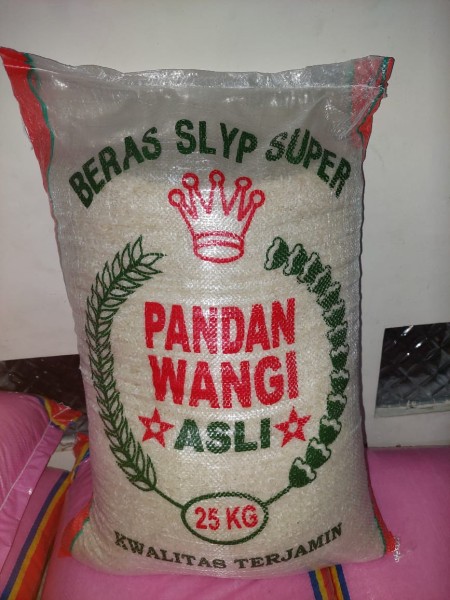 BERAS SLYP SUPER
PANDAN
WANGI
ASLI
25 KG
KWALITAS TERJAMIN